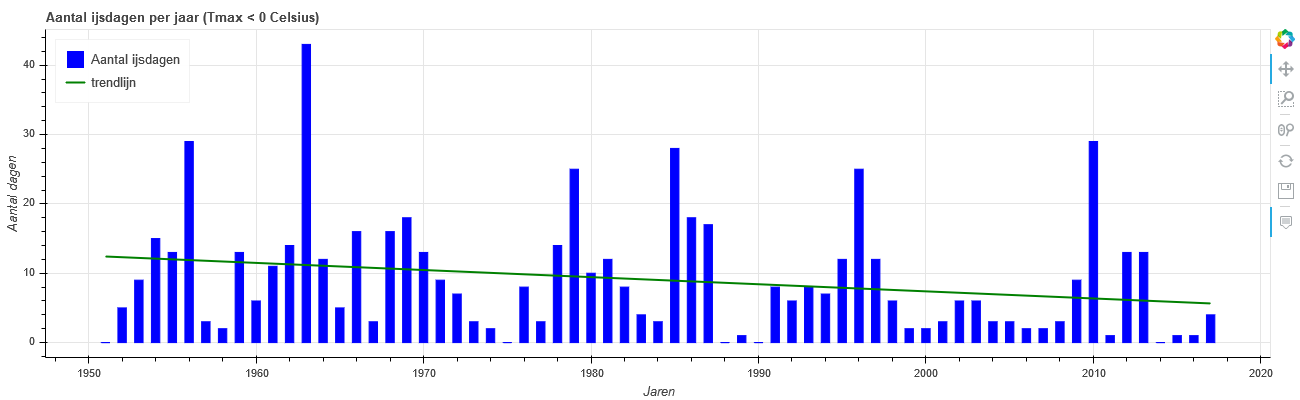 Aantal ijsdagen per jaar (Tmax < 0 Celsius)
Aantal ijsdagen
trendlijn
Aantal dagen
40
30
20
10
0
1950 1960 1970 1980 1990 2000 2010 2020
Jaren